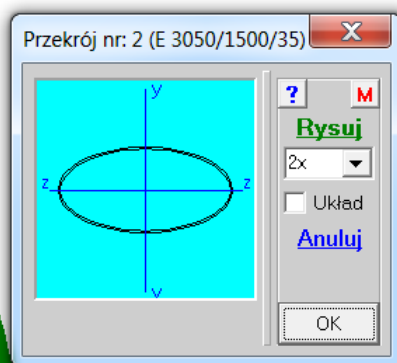 Przekrój nr: 2 (E 3050/1500/35) X
y
? M
Rysuj
2x
z z
Układ
Anuluj
y
OK